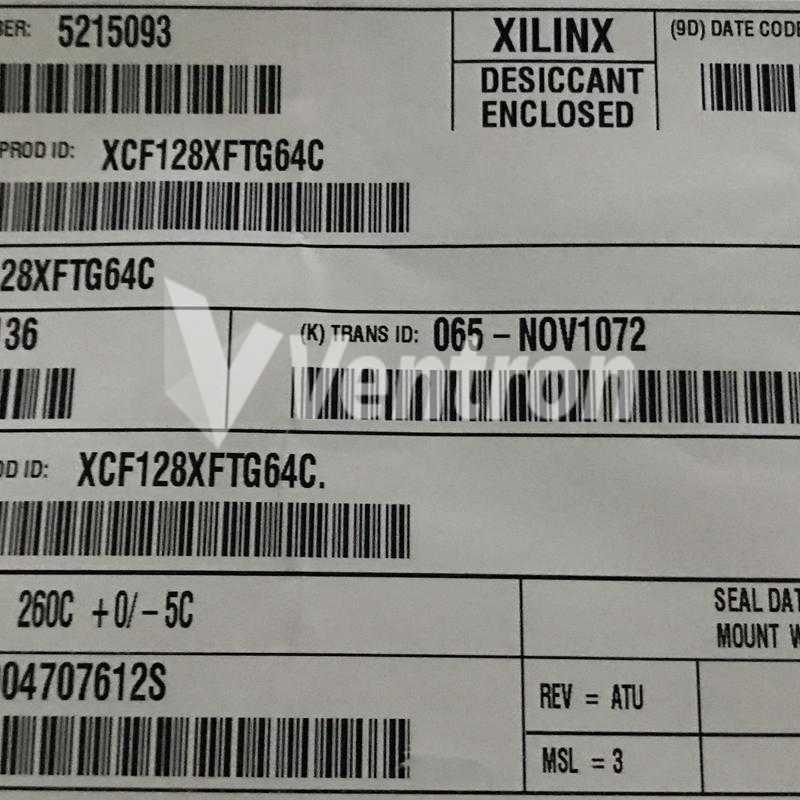 BER: 5215093
XILINX
DESICCANT
ENCLOSED
(9D) DATE CODE
PROD ID: XCF128XFTG64C
28XFTG64C
136
(K) TRANS ID: 065 – NOV1072
Ventron
OD ID: XCF128XFTG64C.
260C +0/– 5C
SEAL DAT
MOUNT W
04707612S
REV = ATU
MSL = 3